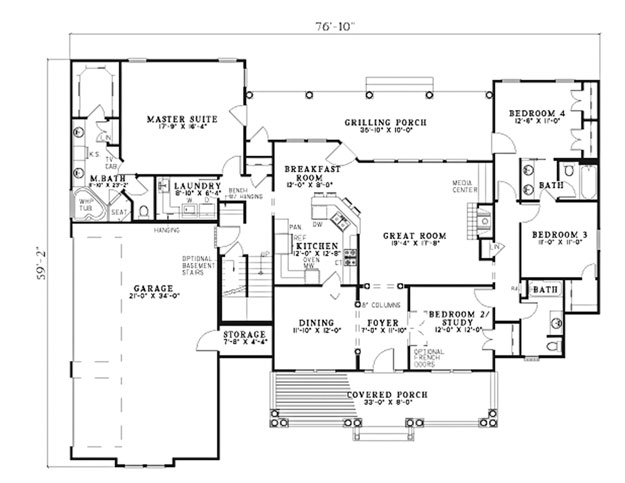 76'-10"
59'-2"
MASTER SUITE
17'-9" X 16'-4"
GRILLING PORCH
35'-10" X 10'-0"
BEDROOM 4
12'-6" X 11'-0"
K.S.
TV
CAB.
M.BATH
WHP
TUB
SEAT
LAUNDRY
8'-10" X 6'-4"
W
D
BENCH
W/ HANGING
BREAKFAST
ROOM
12'-0" X 8'-0"
DW
MEDIA
CENTER
BATH
HANGING
PAN
REF
KITCHEN
12'-0" X 12'-8"
OVEN
MW
CT
GREAT ROOM
19'-4" X 17'-8"
LIN
BEDROOM 3
11'-0" X 11'-0"
OPTIONAL
BASEMENT
STAIRS
GARAGE
21'-0" X 34'-0"
BATH
8" COLUMNS
STORAGE
7'-8" X 4'-4"
DINING
11'-10" X 12'-0"
FOYER
7'-0" X 11'-10"
BEDROOM 2/
STUDY
12'-0" X 12'-0"
OPTIONAL
FRENCH
DOORS
COVERED PORCH
33'-0" X 8'-0"